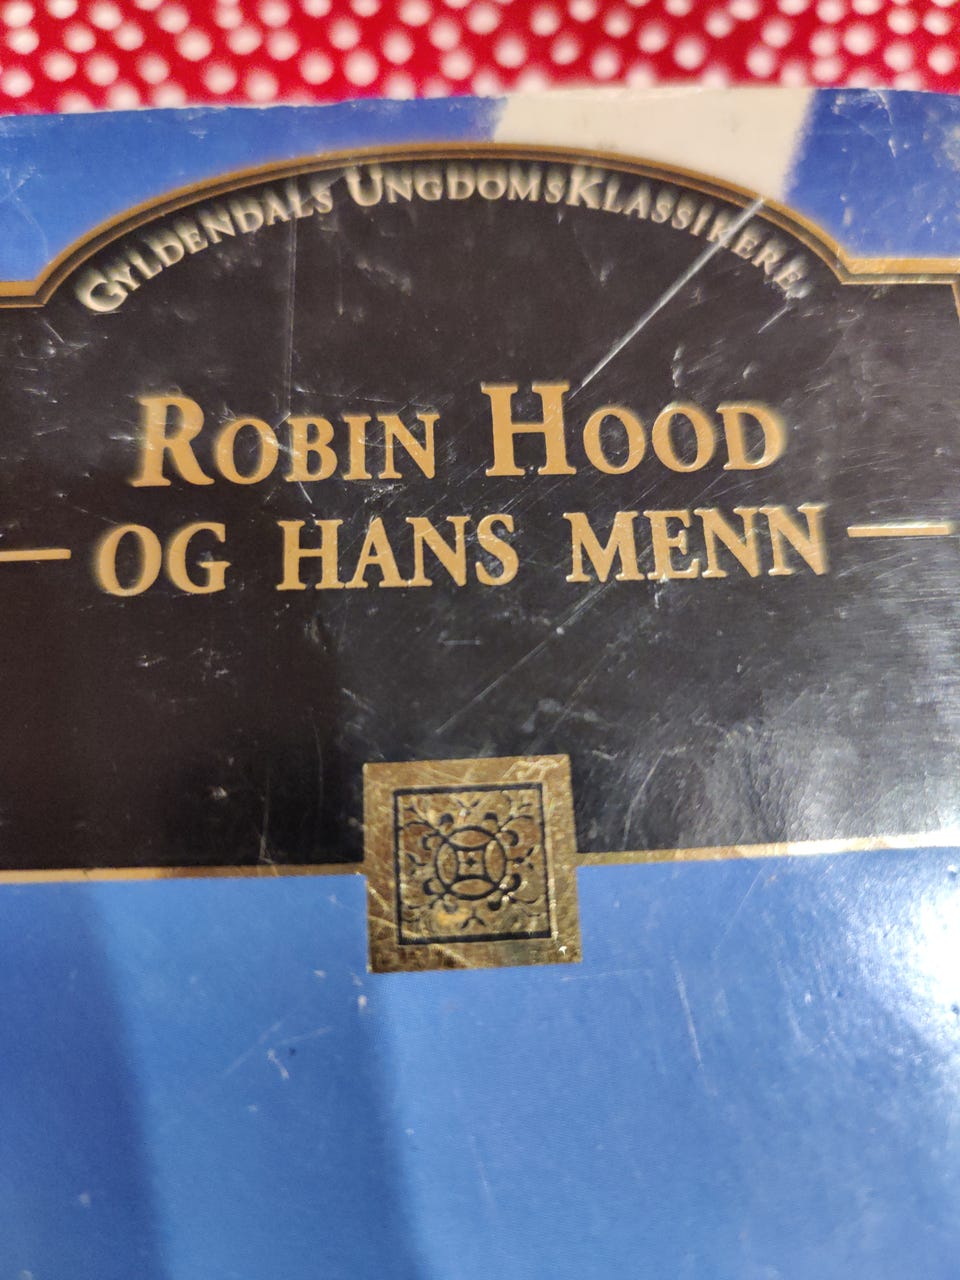 Gyldendals UngdomsKlassikere
Robin Hood
og hans menn